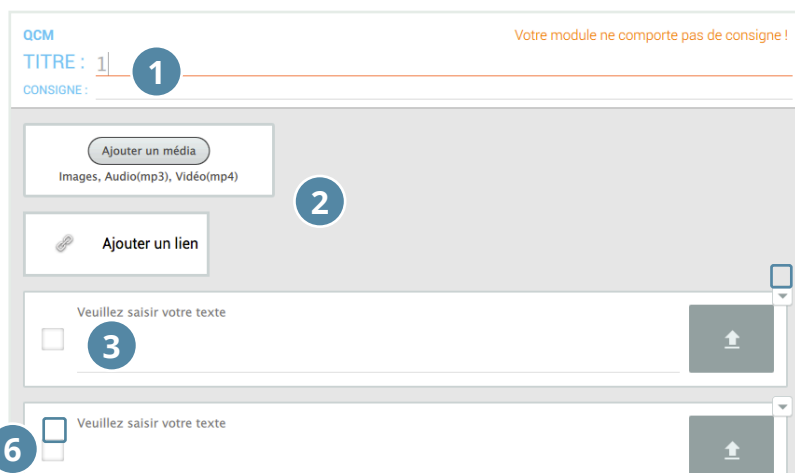 QCM
Votre module ne comporte pas de consigne !
TITRE : 1
1
CONSIGNE :
Ajouter un média
Images, Audio(mp3), Vidéo(mp4)
2
Ajouter un lien
Veuillez saisir votre texte
3
Veuillez saisir votre texte
6